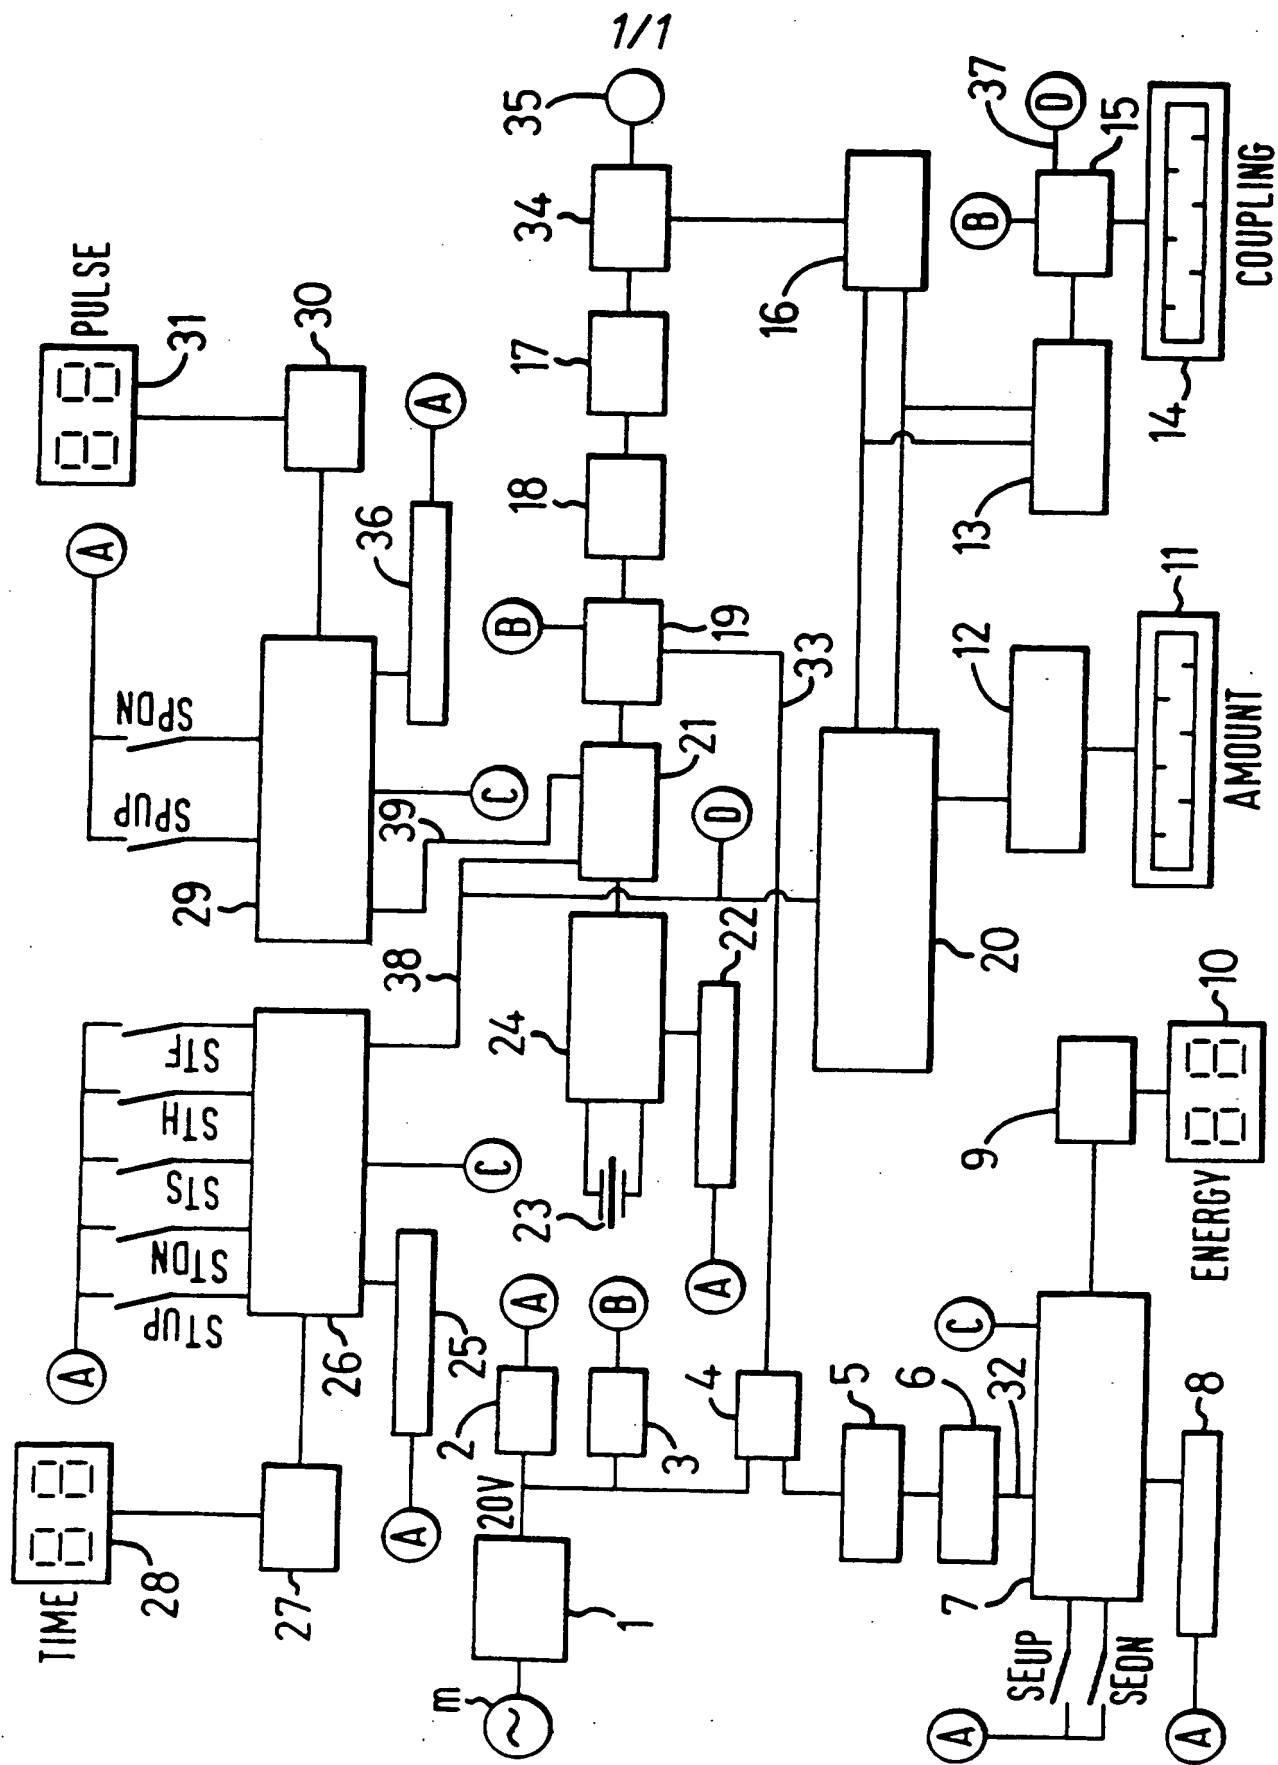 1/1
TIME
28
27
A
STUP
STDN
STS
STH
STF
26
A
25
C
38
29
SPUP
SPDN
A
C
39
36
A
30
31
PULSE
m
1
20V
2
A
3
B
4
23
24
A
22
21
D
B
19
18
17
34
35
33
5
6
32
7
C
SEUP
SEDN
A
A
8
9
ENERGY
10
20
12
AMOUNT
11
16
13
B
D
37
15
14
COUPLING